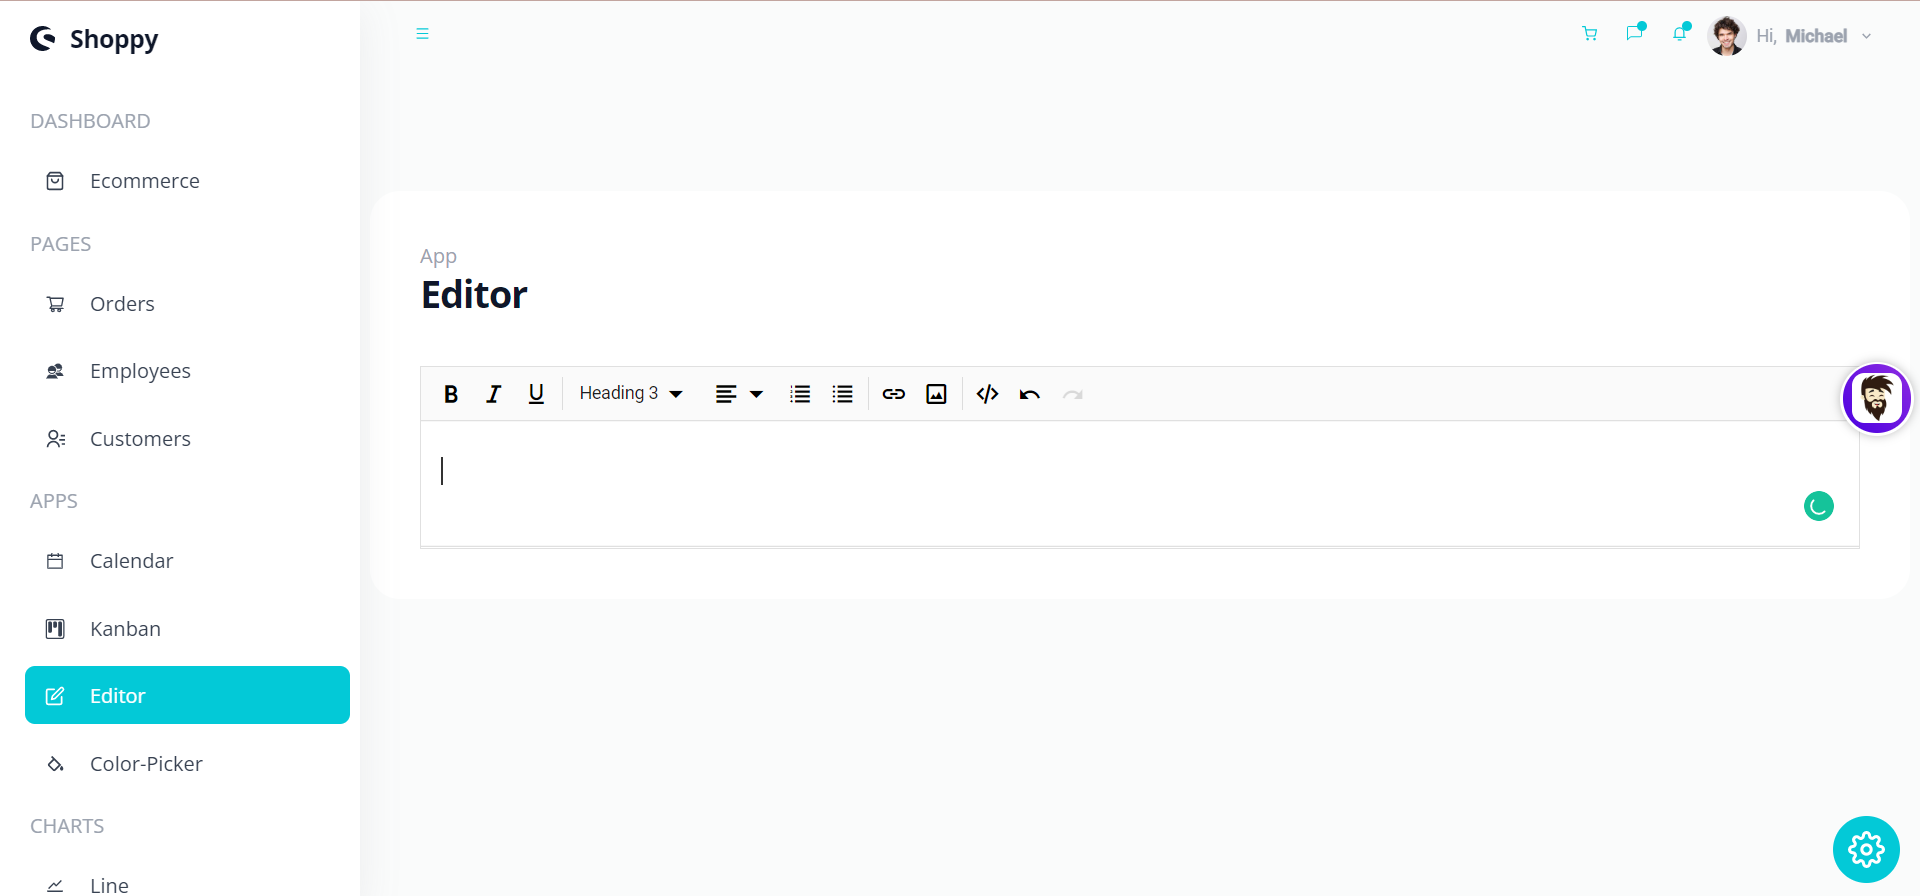 Shoppy
DASHBOARD
Ecommerce
PAGES
Orders
Employees
Customers
APPS
Calendar
Kanban
Editor
Color-Picker
CHARTS
Line
Hi, Michael
App
Editor
B I U Heading 3